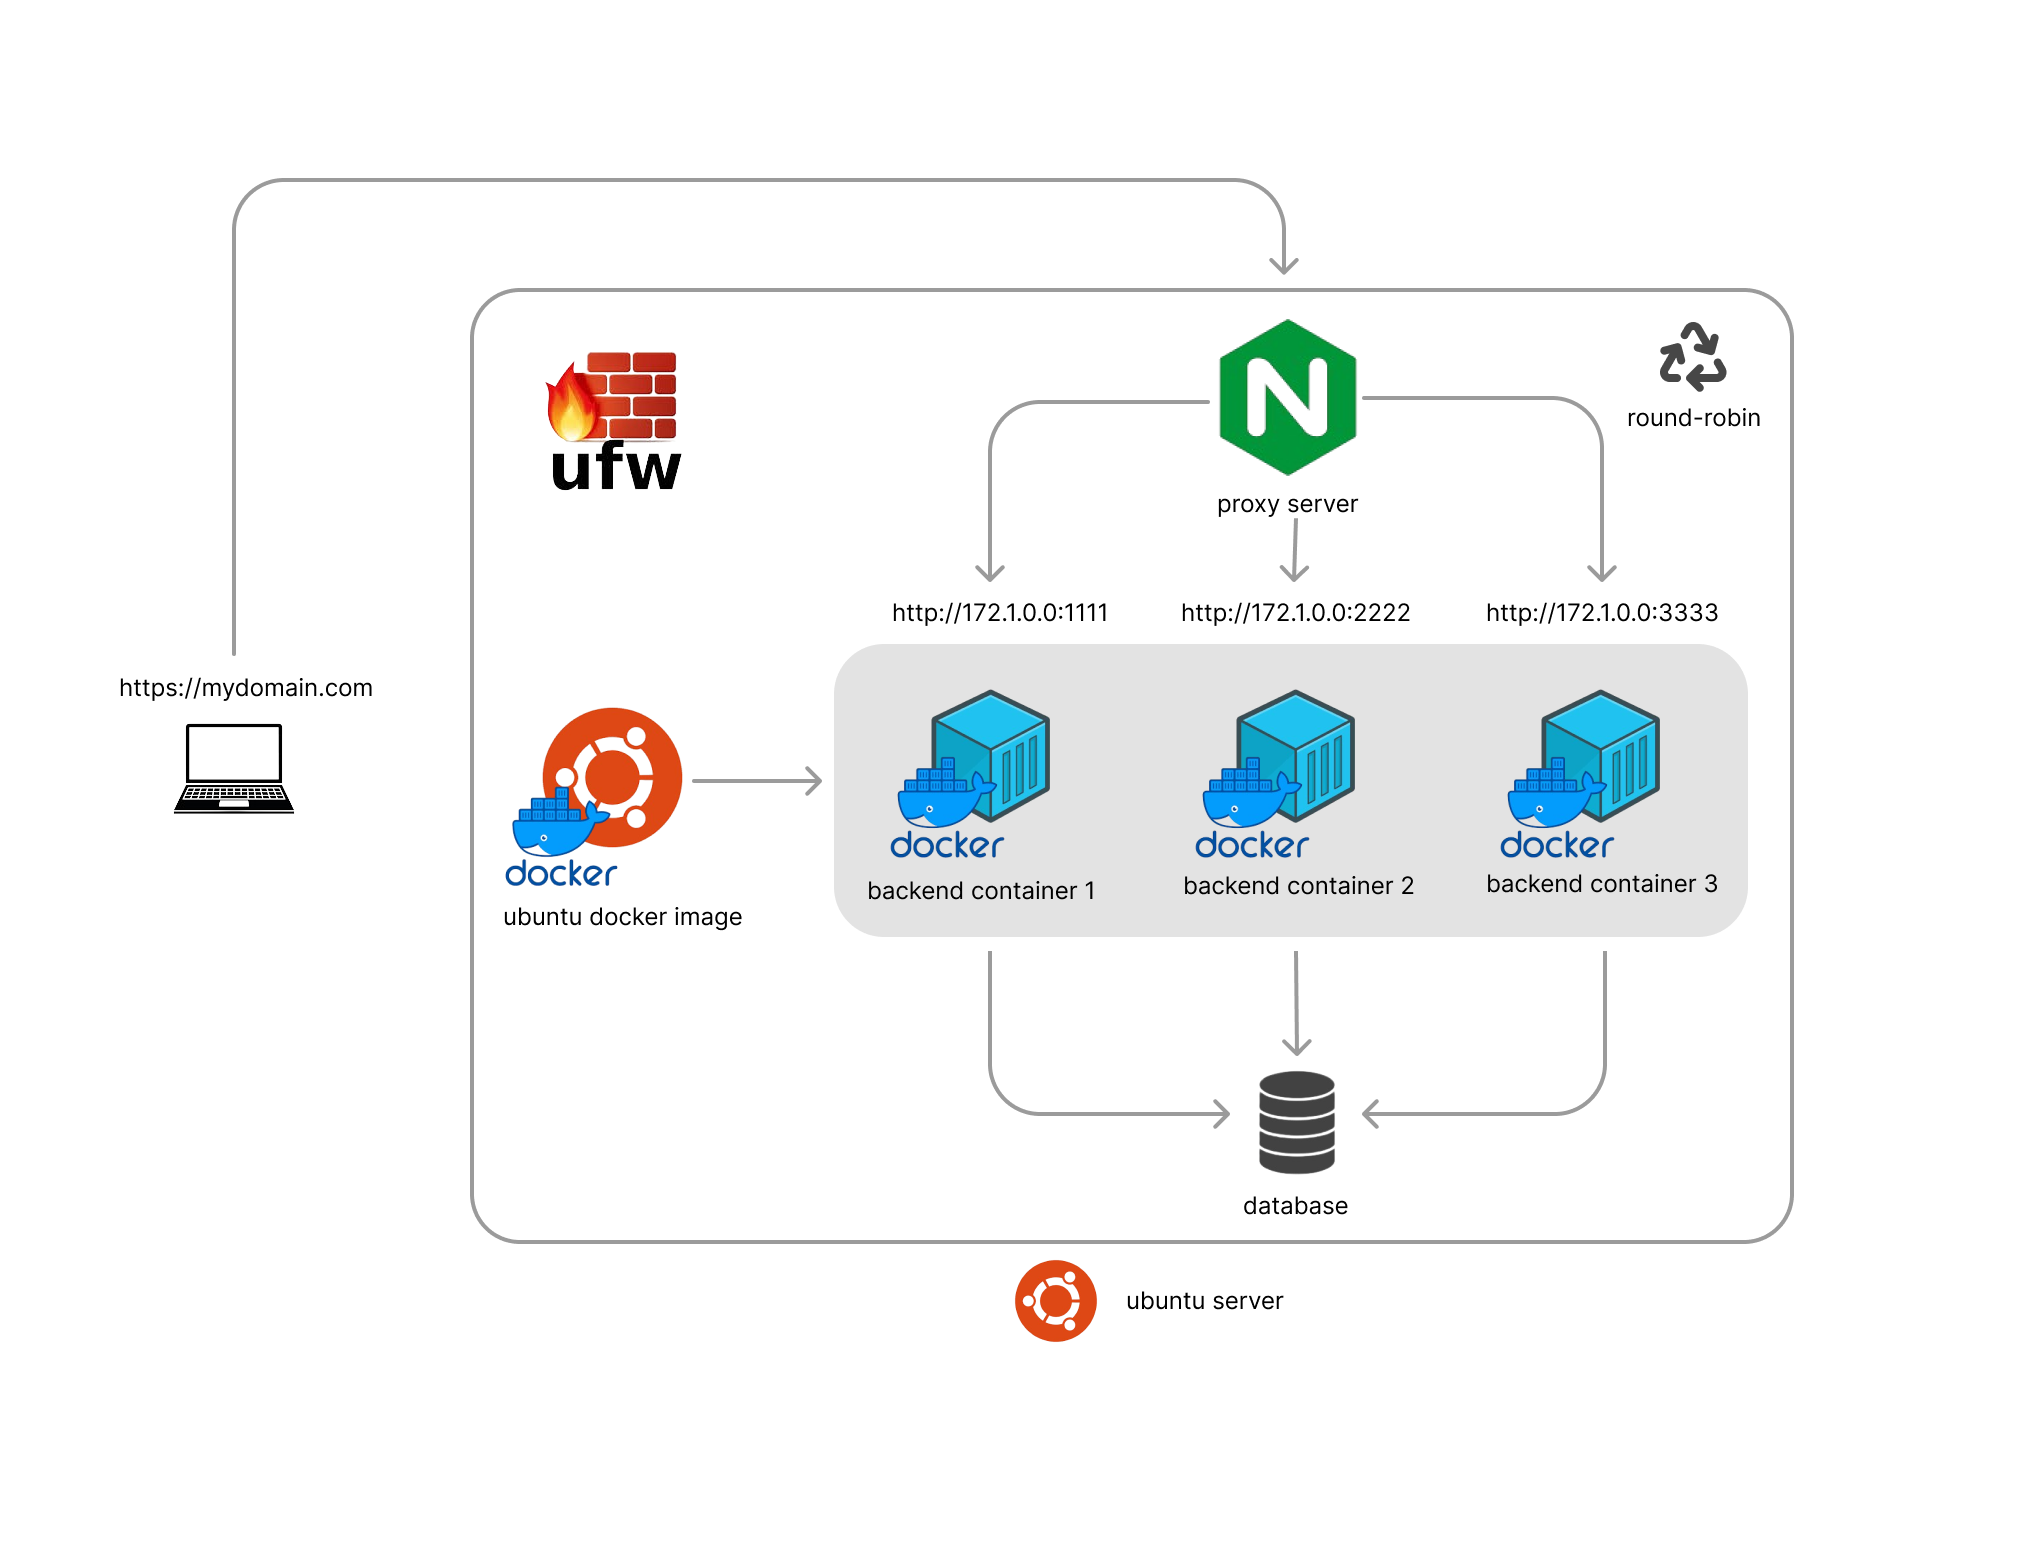 round-robin
ufw
proxy server
http://172.1.0.0:1111
http://172.1.0.0:2222
http://172.1.0.0:3333
https://mydomain.com
docker
ubuntu docker image
docker
backend container 1
docker
backend container 2
docker
backend container 3
database
ubuntu server